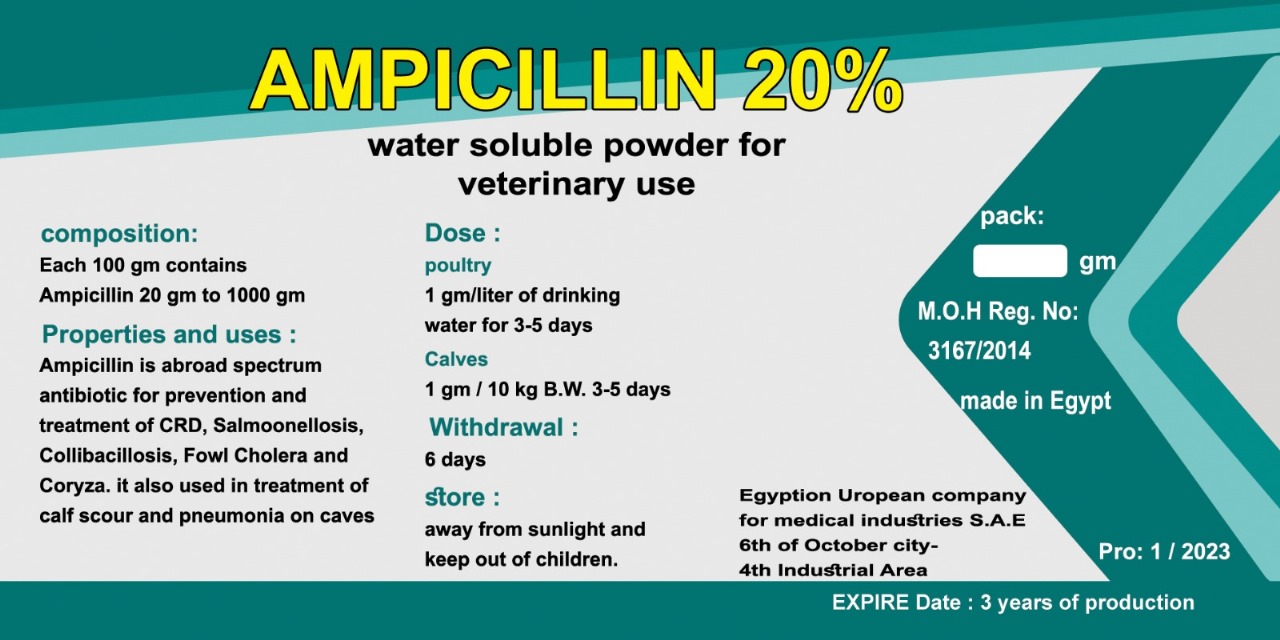 AMPICILLIN 20%
water soluble powder for
veterinary use
composition:
Each 100 gm contains
Ampicillin 20 gm to 1000 gm
Properties and uses :
Ampicillin is abroad spectrum
antibiotic for prevention and
treatment of CRD, Salmoonellosis,
Collibacillosis, Fowl Cholera and
Coryza. it also used in treatment of
calf scour and pneumonia on caves
Dose :
poultry
1 gm/liter of drinking
water for 3-5 days
Calves
1 gm / 10 kg B.W. 3-5 days
Withdrawal :
6 days
store :
away from sunlight and
keep out of children.
Egyption Uropean company
for medical industries S.A.E
6th of October city-
4th Industrial Area
pack:
gm
M.O.H Reg. No:
3167/2014
made in Egypt
Pro: 1 / 2023
EXPIRE Date : 3 years of production